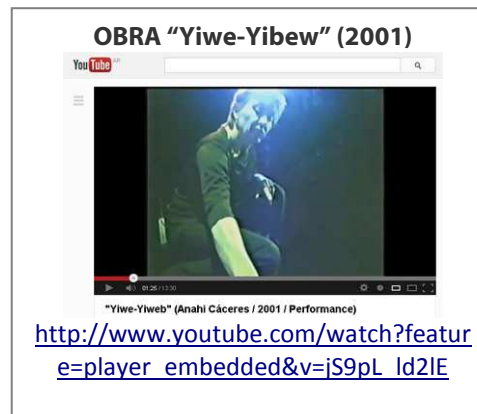 OBRA “Yiwe-Yibew” (2001)
YouTube AR
01:25 / 13:30
"Yiwe-Yiweb" (Anahi Cáceres / 2001 / Performance)
http://www.youtube.com/watch?featur
e=player_embedded&v=jS9pL_ld2lE